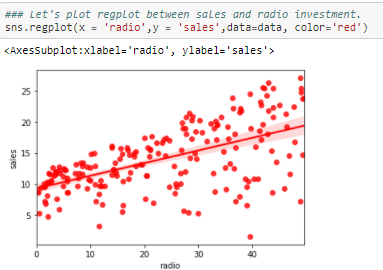 ### Let's plot regplot between sales and radio investment.
sns.regplot(x = 'radio',y = 'sales',data=data, color='red')
<AxesSubplot:xlabel='radio', ylabel='sales'>
25
20
15
10
5
sales
0 10 20 30 40
radio